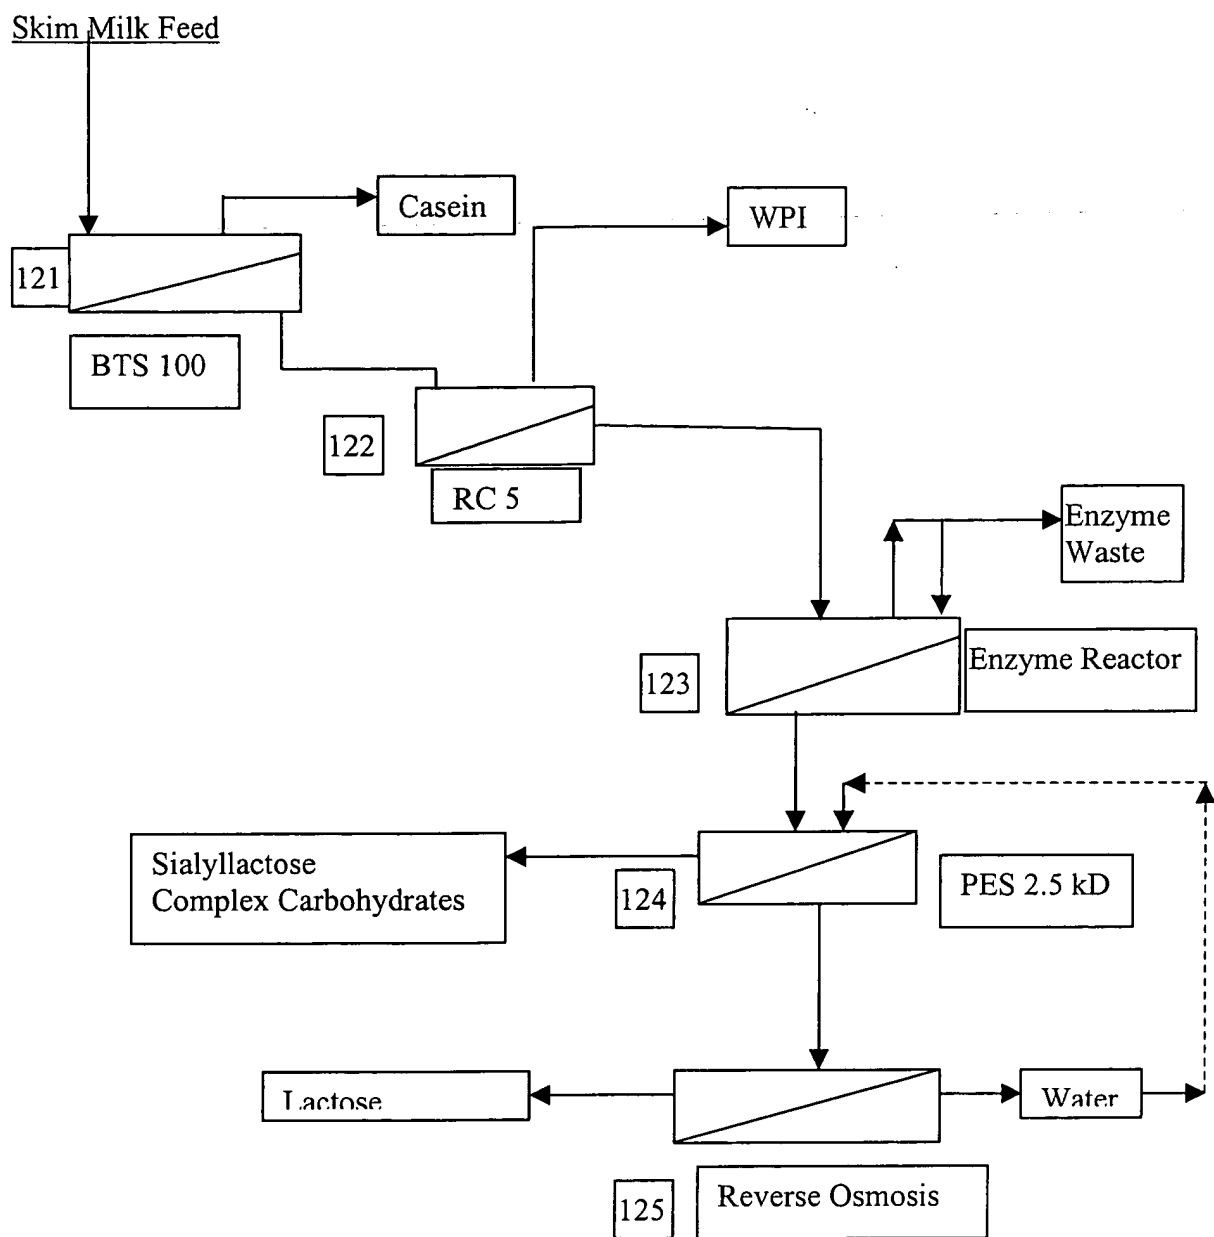 Skim Milk Feed
Casein
WPI
121
BTS 100
122
RC 5
Enzyme
Waste
123
Enzyme Reactor
Sialyllactose
Complex Carbohydrates
124
PES 2.5 kD
Lactose
Water
125
Reverse Osmosis